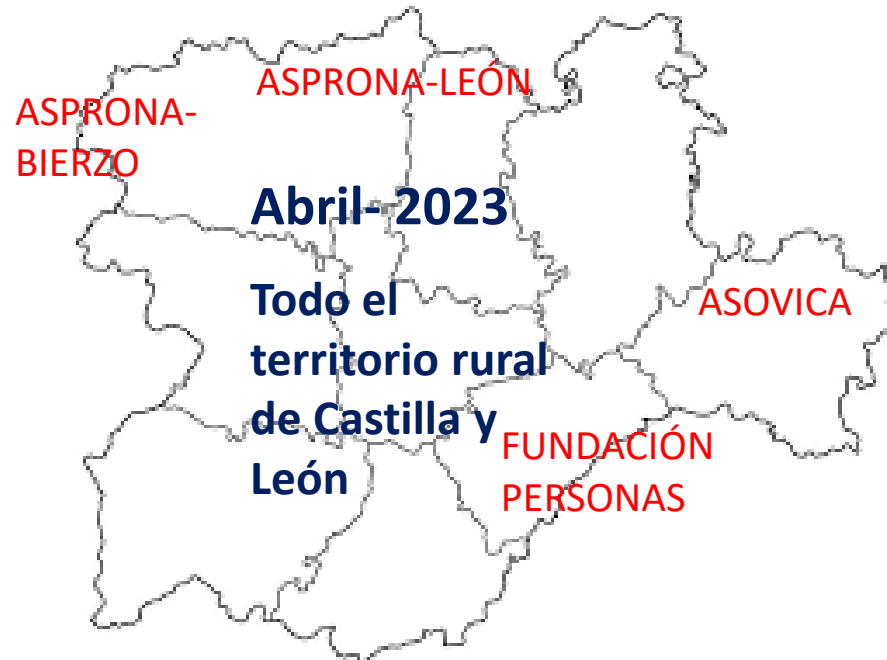 ASPRONA-LEÓN
ASPRONA-
BIERZO
Abril- 2023
Todo el
territorio rural
de Castilla y
León
ASOVICA
FUNDACIÓN
PERSONAS